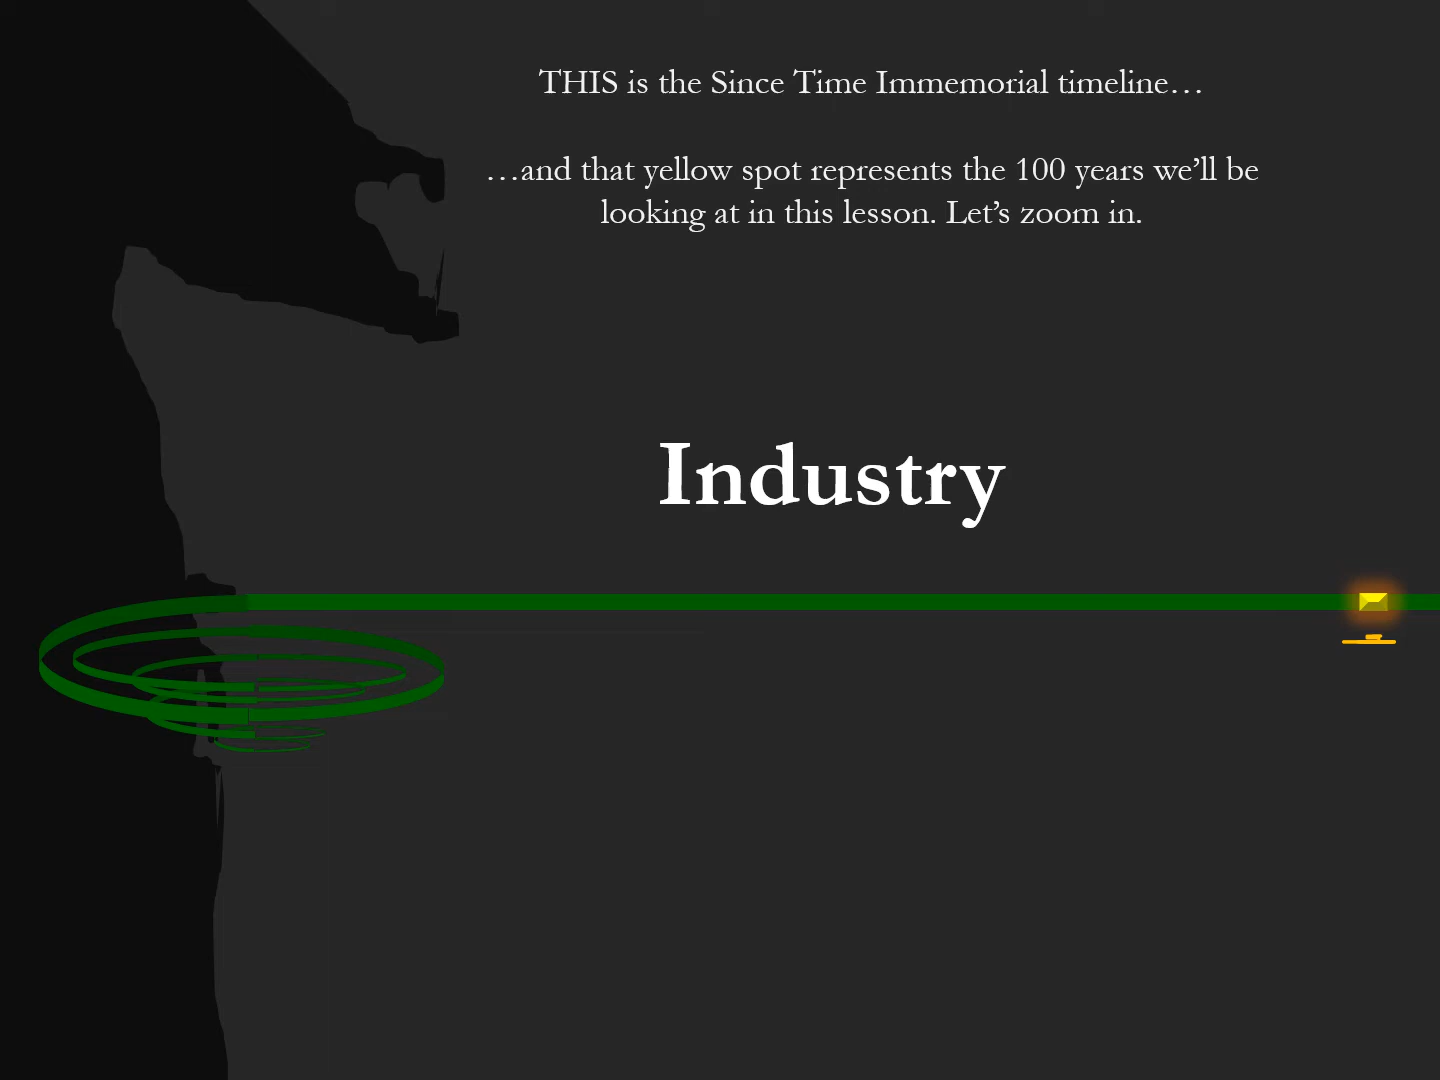 THIS is the Since Time Immemorial timeline…
…and that yellow spot represents the 100 years we’ll be
looking at in this lesson. Let’s zoom in.
Industry